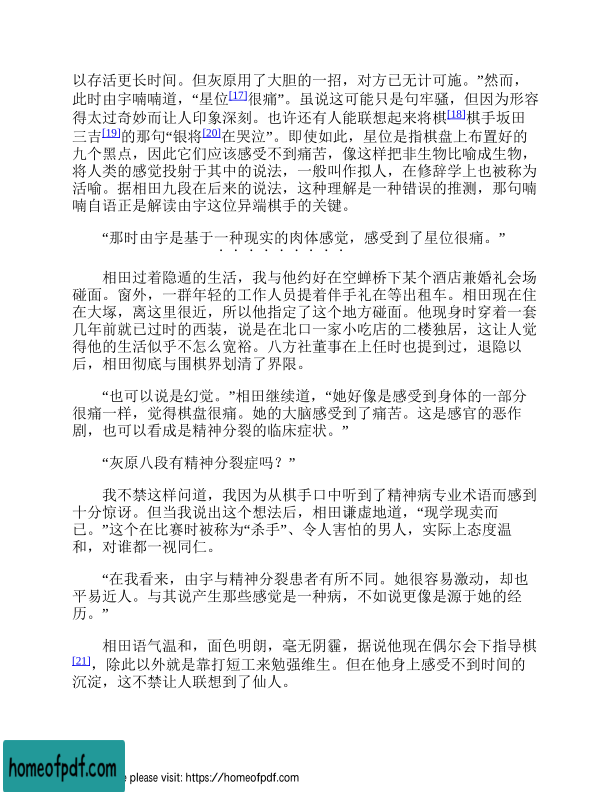 以存活更长时间。但灰原用了大胆的一招，对方已无计可施。”然而，
此时由宇喃喃道，“星位[17]很痛”。虽说这可能只是句牢骚，但因为形容
得太过奇妙而让人印象深刻。也许还有人能联想起来将棋[18]棋手坂田
三吉[19]的那句“银将[20]在哭泣”。即使如此，星位是指棋盘上布置好的
九个黑点，因此它们应该感受不到痛苦，像这样把非生物比喻成生物，
将人类的感觉投射于其中的说法，一般叫作拟人，在修辞学上也被称为
活喻。据相田九段在后来的说法，这种理解是一种错误的推测，那句喃
喃自语正是解读由宇这位异端棋手的关键。
“那时由宇是基于一种现实的肉体感觉，感受到了星位很痛。”
相田过着隐遁的生活，我与他约好在空蝉桥下某个酒店兼婚礼会场
碰面。窗外，一群年轻的工作人员提着伴手礼在等出租车。相田现在住
在大塚，离这里很近，所以他指定了这个地方碰面。他现身时穿着一套
几年前就已过时的西装，说是在北口一家小吃店的二楼独居，这让人觉
得他的生活似乎不怎么宽裕。八方社董事在上任时也提到过，退隐以
后，相田彻底与围棋界划清了界限。
“也可以说是幻觉。”相田继续道，“她好像是感受到身体的一部分
很痛一样，觉得棋盘很痛。她的大脑感受到了痛苦。这是感官的恶作
剧，也可以看成是精神分裂的临床症状。”
“灰原八段有精神分裂症吗？”
我不禁这样问道，我因为从棋手口中听到了精神病专业术语而感到
十分惊讶。但当我说出这个想法后，相田谦虚地道，“现学现卖而
已。”这个在比赛时被称为“杀手”、令人害怕的男人，实际上态度温
和，对谁都一视同仁。
“在我看来，由宇与精神分裂患者有所不同。她很容易激动，却也
平易近人。与其说产生那些感觉是一种病，不如说更像是源于她的经
历。”
相田语气温和，面色明朗，毫无阴霾，据说他现在偶尔会下指导棋
[21]，除此以外就是靠打短工来勉强维生。但在他身上感受不到时间的
沉淀，这不禁让人联想到了仙人。
homeofpdf.com
please visit: https://homeofpdf.com